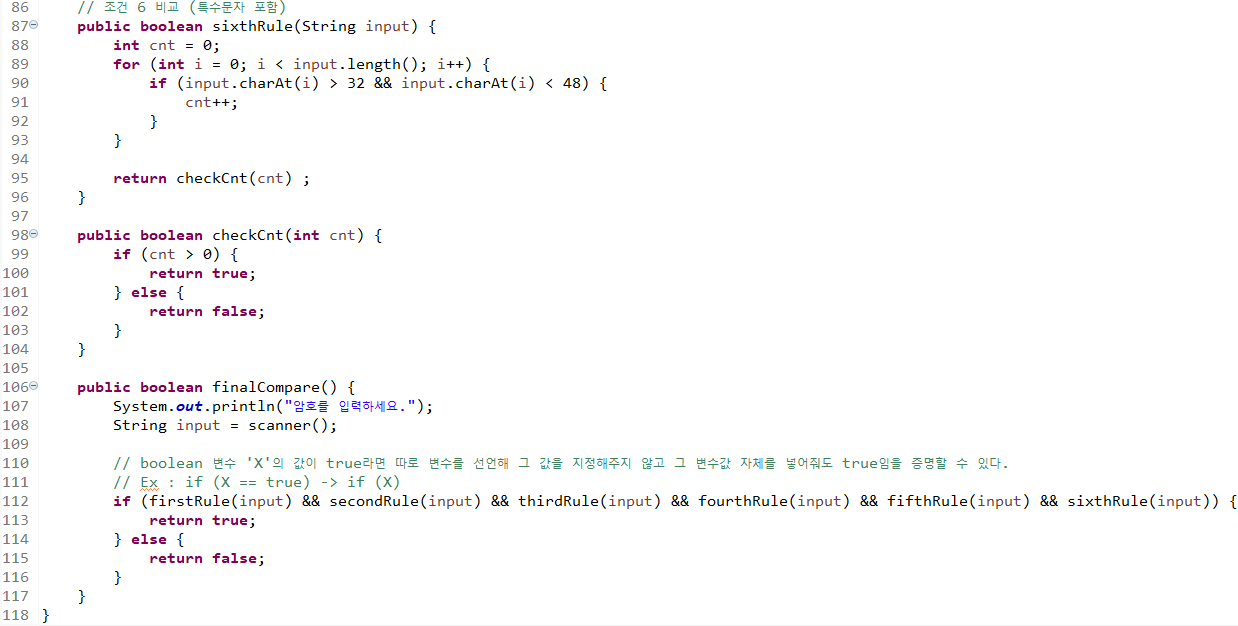 86 // 조건 6 비교 (특수문자 포함)
87 public boolean sixthRule(String input) {
88 int cnt = 0;
89 for (int i = 0; i < input.length(); i++) {
90 if (input.charAt(i) > 32 && input.charAt(i) < 48) {
91 cnt++;
92 }
93 }
94
95 return checkCnt(cnt) ;
96 }
97
98 public boolean checkCnt(int cnt) {
99 if (cnt > 0) {
100 return true;
101 } else {
102 return false;
103 }
104 }
105
106 public boolean finalCompare() {
107 System.out.println("암호를 입력하세요.");
108 String input = scanner();
109
110 // boolean 변수 'X'의 값이 true라면 따로 변수를 선언해 그 값을 지정해주지 않고 그 변수값 자체를 넣어줘도 true임을 증명할 수 있다.
111 // Ex : if (X == true) -> if (X)
112 if (firstRule(input) && secondRule(input) && thirdRule(input) && fourthRule(input) && fifthRule(input) && sixthRule(input)) {
113 return true;
114 } else {
115 return false;
116 }
117 }
118 }